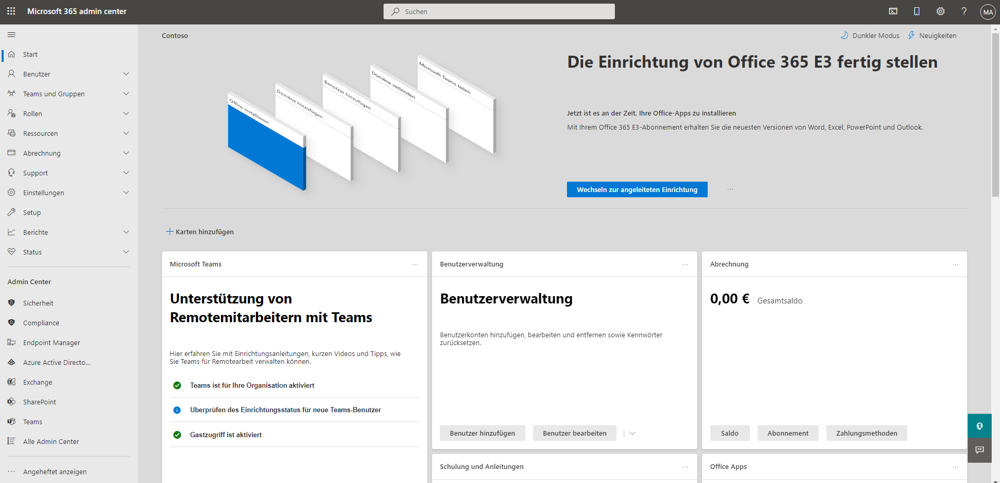 Microsoft 365 admin center
Suchen
MA
Start
Benutzer
Teams und Gruppen
Rollen
Ressourcen
Abrechnung
Support
Einstellungen
Setup
Berichte
Status
Admin Center
Sicherheit
Compliance
Endpoint Manager
Azure Active Directo...
Exchange
SharePoint
Teams
Alle Admin Center
Angeheftet anzeigen
Contoso
Dunkler Modus
Neuigkeiten
Office installieren
Domäne hinzufügen
Benutzer hinzufügen
Domäne verbinden
Microsoft Teams teilen
Die Einrichtung von Office 365 E3 fertig stellen
Jetzt ist es an der Zeit, Ihre Office-Apps zu installieren
Mit Ihrem Office 365 E3-Abonnement erhalten Sie die neuesten Versionen von Word, Excel, PowerPoint und Outlook.
Wechseln zur angeleiteten Einrichtung
Karten hinzufügen
Microsoft Teams
Unterstützung von
Remotemitarbeitern mit Teams
Hier erfahren Sie mit Einrichtungsanleitungen, kurzen Videos und Tipps, wie
Sie Teams für Remotearbeit verwalten können.
Teams ist für Ihre Organisation aktiviert
Uberprüfen des Einrichtungsstatus für neue Teams-Benutzer
Gastzugriff ist aktiviert
Benutzerverwaltung
Benutzerverwaltung
Benutzerkonten hinzufügen, bearbeiten und entfernen sowie Kennwörter
zurücksetzen.
Benutzer hinzufügen
Benutzer bearbeiten
Abrechnung
0,00 € Gesamtsaldo
Saldo
Abonnement
Zahlungsmethoden
Schulung und Anleitungen
Office Apps